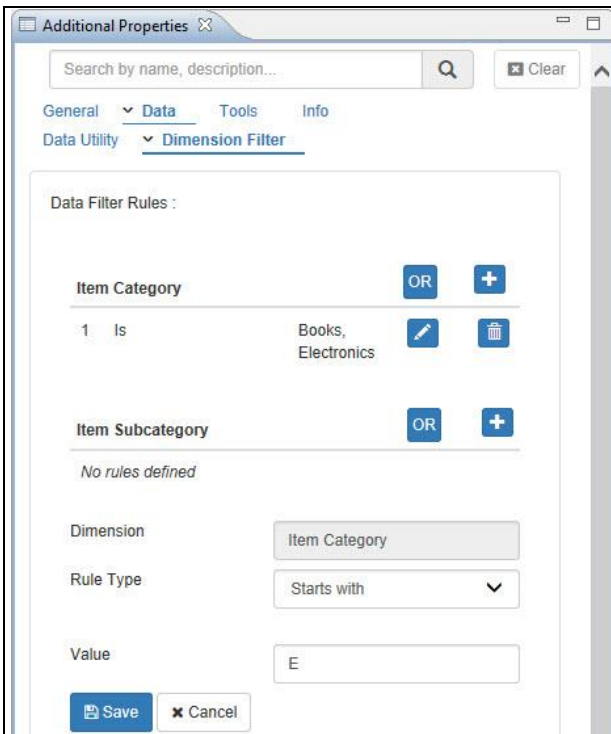 Additional Properties
Search by name, description...
Clear
General Data Tools Info
Data Utility Dimension Filter
Data Filter Rules :
Item Category OR
1 Is Books, Electronics
Item Subcategory OR
No rules defined
Dimension Item Category
Rule Type Starts with
Value E
Save Cancel